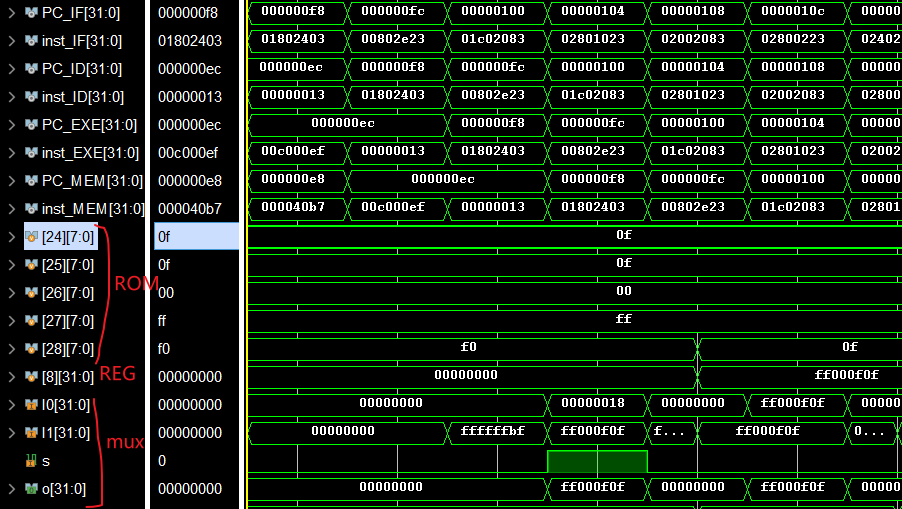 PC_IF[31:0] 000000f8 000000f8 000000fc 00000100 00000104 00000108 0000010c 00000
inst_IF[31:0] 01802403 01802403 00802e23 01c02083 02801023 02002083 02800223 02402
PC_ID[31:0] 000000ec 000000ec 000000f8 000000fc 00000100 00000104 00000108 00000
inst_ID[31:0] 00000013 00000013 01802403 00802e23 01c02083 02801023 02002083 02800
PC_EXE[31:0] 000000ec 000000ec 000000f8 000000fc 00000100 00000104 00000
inst_EXE[31:0] 00c000ef 00c000ef 00000013 01802403 00802e23 01c02083 02801023 02002
PC_MEM[31:0] 000000e8 000000e8 000000ec 000000f8 000000fc 00000100 00000
inst_MEM[31:0] 000040b7 000040b7 00c000ef 00000013 01802403 00802e23 01c02083 02801
[24][7:0] 0f 0f
[25][7:0] 0f 0f
ROM
[26][7:0] 00 00
[27][7:0] ff ff
[28][7:0] f0 f0 0f
REG
[8][31:0] 00000000 00000000 ff000f0f
I0[31:0] 00000000 00000000 00000018 00000000 ff000f0f 00000
I1[31:0] 00000000 00000000 ffffffbf ff000f0f f... ff000f0f 0...
mux
s 0
o[31:0] 00000000 00000000 ff000f0f 00000000 ff000f0f 00000